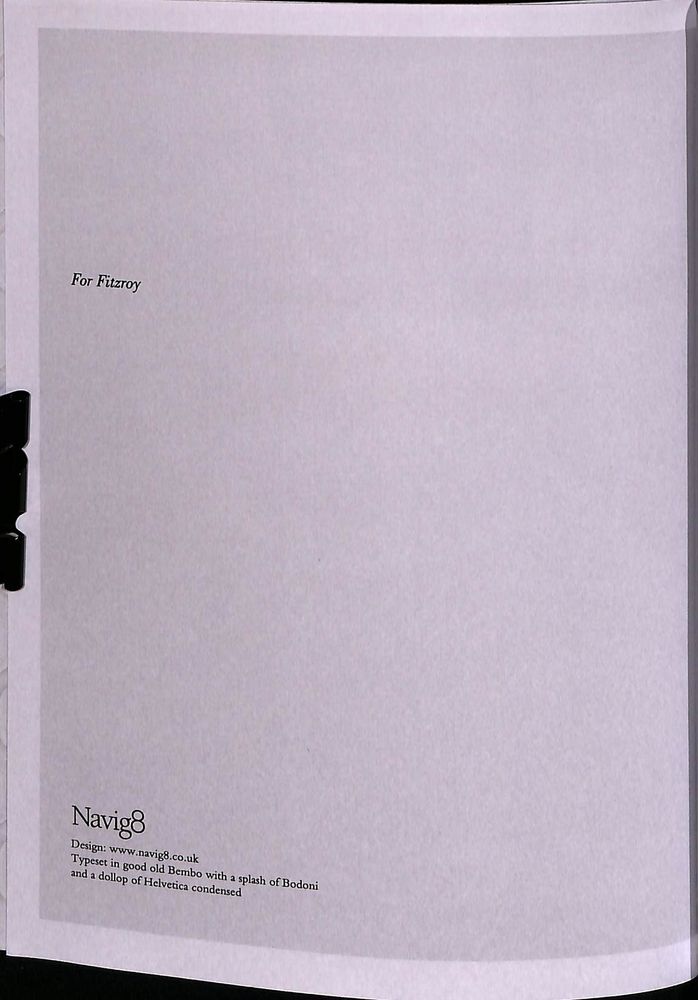 For Fitzroy
Navig8
Design: www.navig8.co.uk
Typeset in good old Bembo with a splash of Bodoni
and a dollop of Helvetica condensed